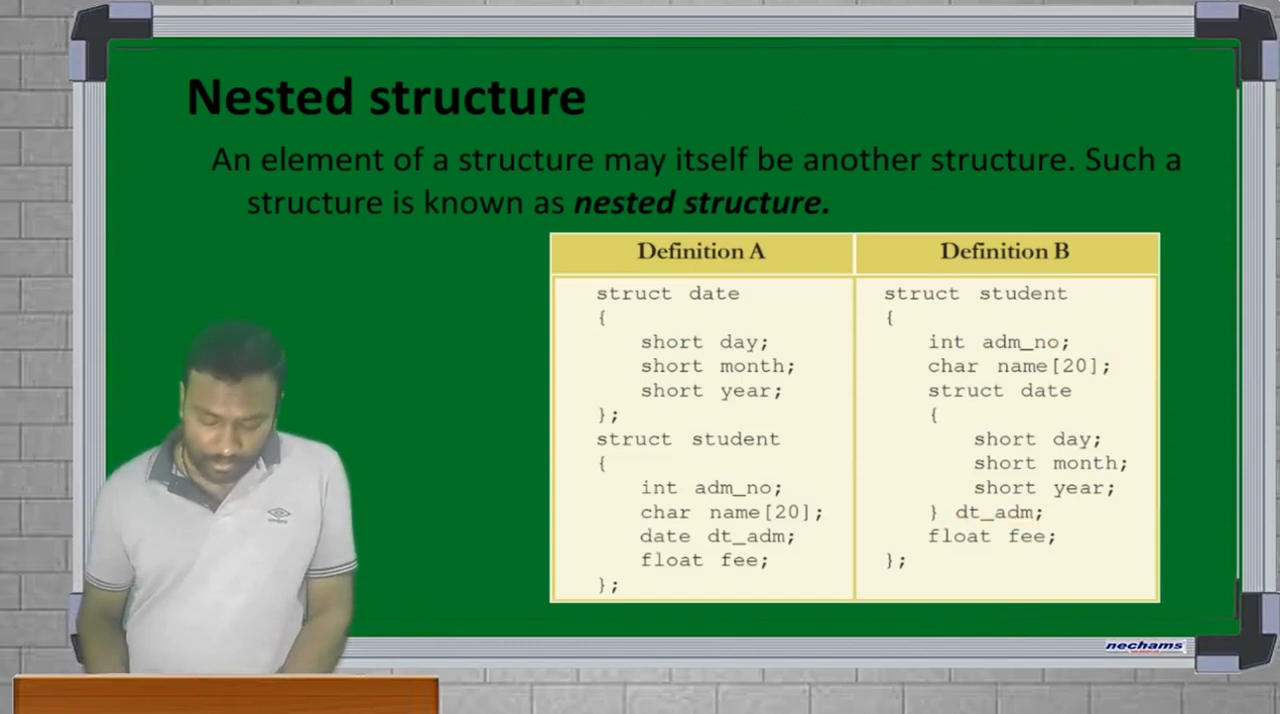 Nested structure
An element of a structure may itself be another structure. Such a
structure is known as nested structure.
Definition A
struct date
{
short day;
short month;
short year;
};
struct student
{
int adm_no;
char name[20];
date dt_adm;
float fee;
};
Definition B
struct student
{
int adm_no;
char name[20];
struct date
{
short day;
short month;
short year;
} dt_adm;
float fee;
};
nechams